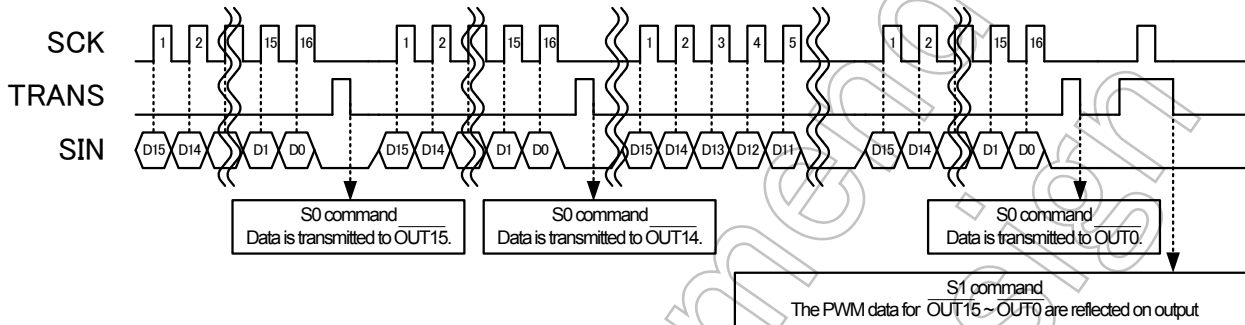 SCK
1 2 15 16 1 2 15 16 1 2 3 4 5 1 2 15 16
TRANS
SIN
D15 D14 D1 D0 D15 D14 D1 D0 D15 D14 D13 D12 D11 D15 D14 D1 D0
S0 command
Data is transmitted to OUT15.
S0 command
Data is transmitted to OUT14.
S0 command
Data is transmitted to OUT0.
S1 command
The PWM data for OUT15 ~ OUT0 are reflected on output